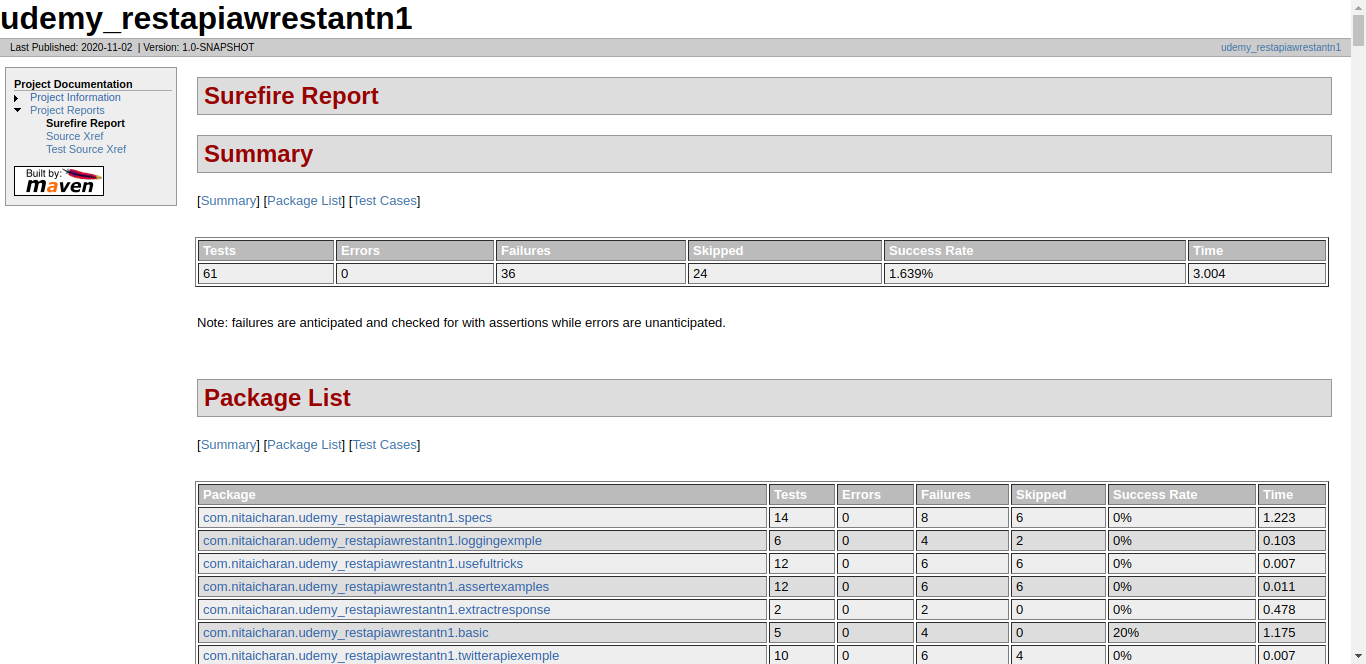 udemy_restapiawrestantn1
Last Published: 2020-11-02 | Version: 1.0-SNAPSHOT
udemy_restapiawrestantn1
Project Documentation
Project Information
Project Reports
Surefire Report
Source Xref
Test Source Xref
Built by:
maven
Surefire Report
Summary
[Summary] [Package List] [Test Cases]
Tests Errors Failures Skipped Success Rate Time
61 0 36 24 1.639% 3.004
Note: failures are anticipated and checked for with assertions while errors are unanticipated.
Package List
[Summary] [Package List] [Test Cases]
Package Tests Errors Failures Skipped Success Rate Time
com.nitaicharan.udemy_restapiawrestantn1.specs 14 0 8 6 0% 1.223
com.nitaicharan.udemy_restapiawrestantn1.loggingexmple 6 0 4 2 0% 0.103
com.nitaicharan.udemy_restapiawrestantn1.usefultricks 12 0 6 6 0% 0.007
com.nitaicharan.udemy_restapiawrestantn1.assertexamples 12 0 6 6 0% 0.011
com.nitaicharan.udemy_restapiawrestantn1.extractresponse 2 0 2 0 0% 0.478
com.nitaicharan.udemy_restapiawrestantn1.basic 5 0 4 0 20% 1.175
com.nitaicharan.udemy_restapiawrestantn1.twitterapiexemple 10 0 6 4 0% 0.007